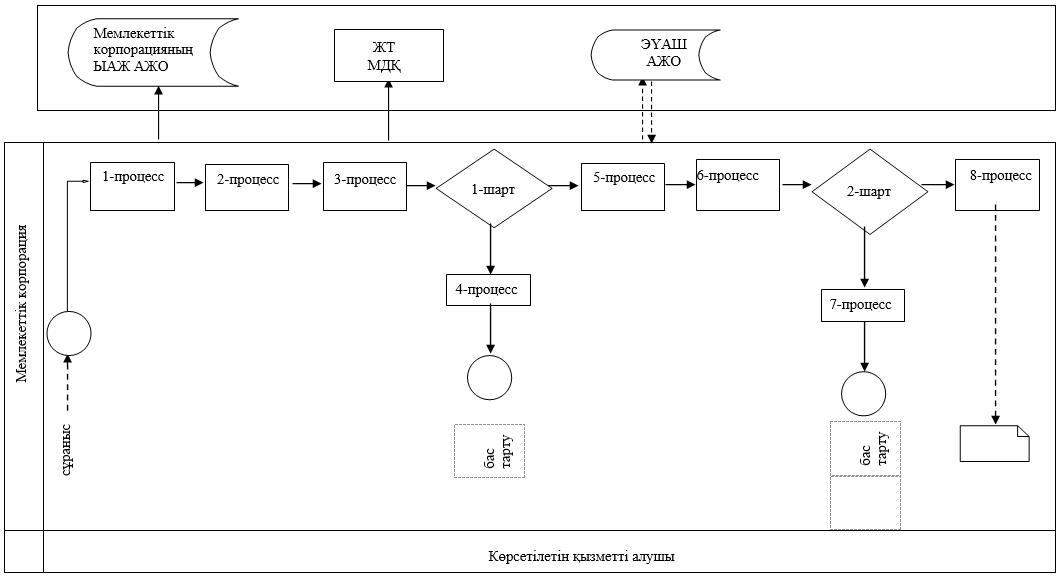 Мемлекеттік
корпорацияның
ЫАЖ АЖО
ЖТ
МДҚ
ЭҮАШ
АЖО
1-процесс
2-процесс
3-процесс
1-шарт
5-процесс
6-процесс
2-шарт
8-процесс
4-процесс
7-процесс
Мемлекеттік корпорация
сұраныс
бас
тарту
бас
тарту
Көрсетілетін қызметті алушы